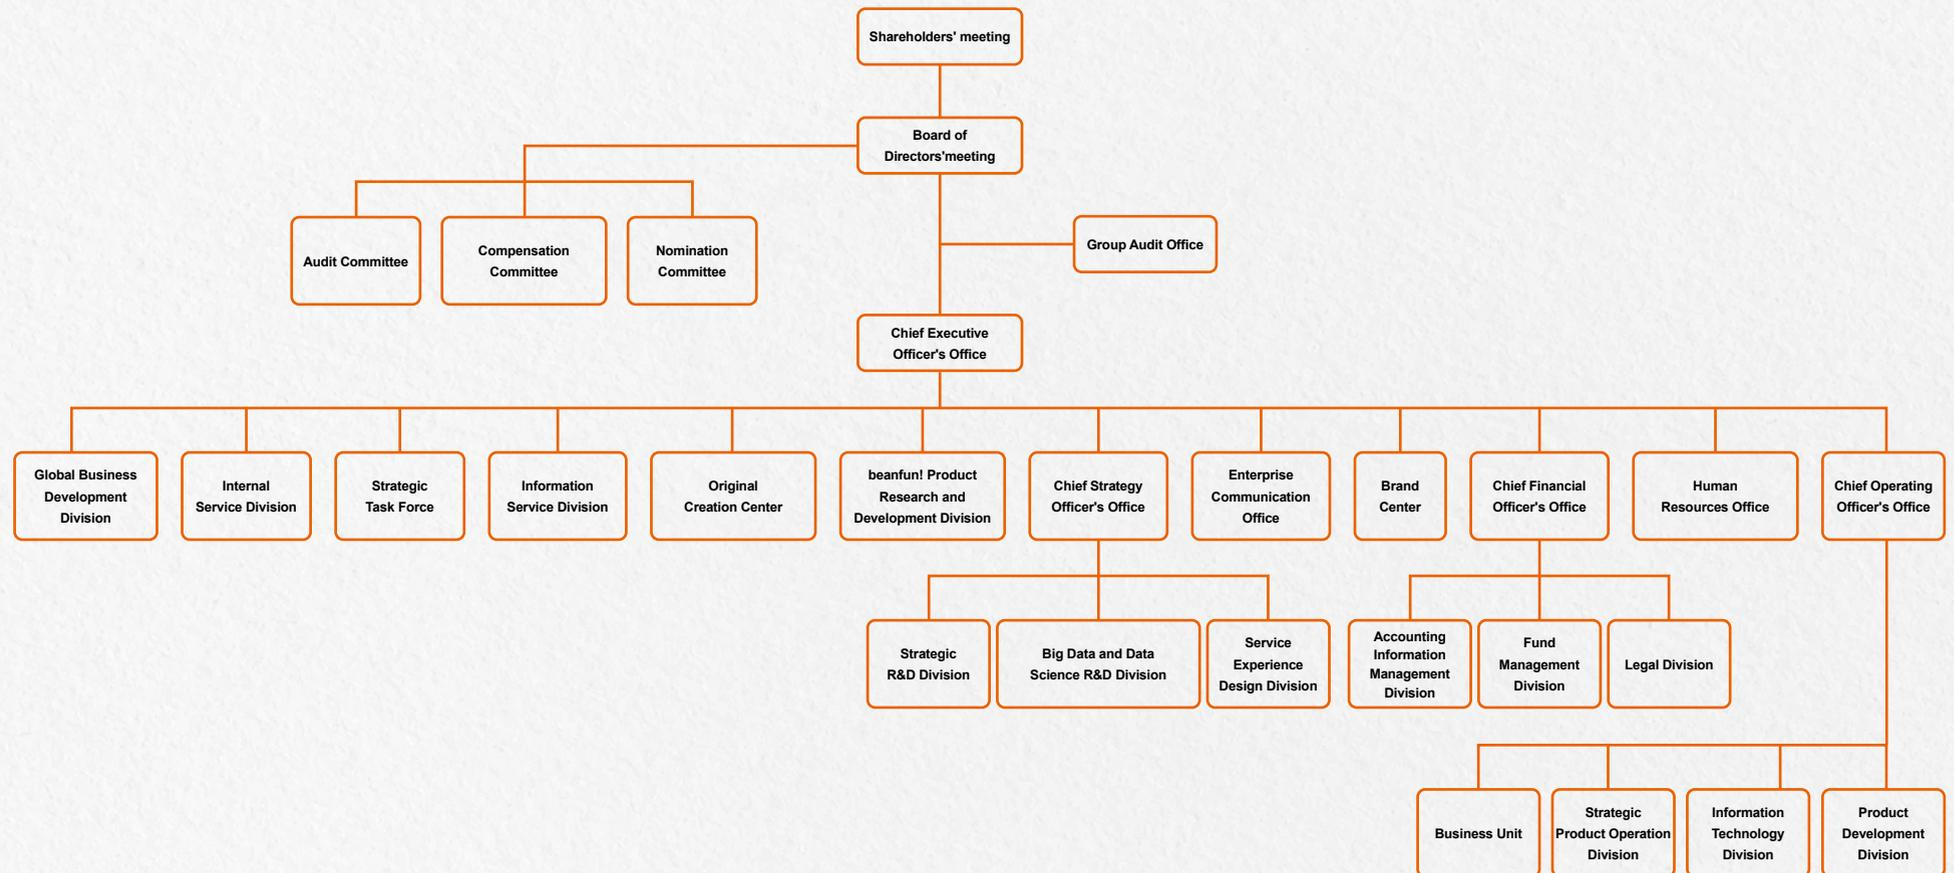 Shareholders' meeting
Board of
Directors'meeting
Audit Committee
Compensation
Committee
Nomination
Committee
Group Audit Office
Chief Executive
Officer's Office
Global Business
Development
Division
Internal
Service Division
Strategic
Task Force
Information
Service Division
Original
Creation Center
beanfun! Product
Research and
Development Division
Chief Strategy
Officer's Office
Enterprise
Communication
Office
Brand
Center
Chief Financial
Officer's Office
Human
Resources Office
Chief Operating
Officer's Office
Strategic
R&D Division
Big Data and Data
Science R&D Division
Service
Experience
Design Division
Accounting
Information
Management
Division
Fund
Management
Division
Legal Division
Business Unit
Strategic
Product Operation
Division
Information
Technology
Division
Product
Development
Division